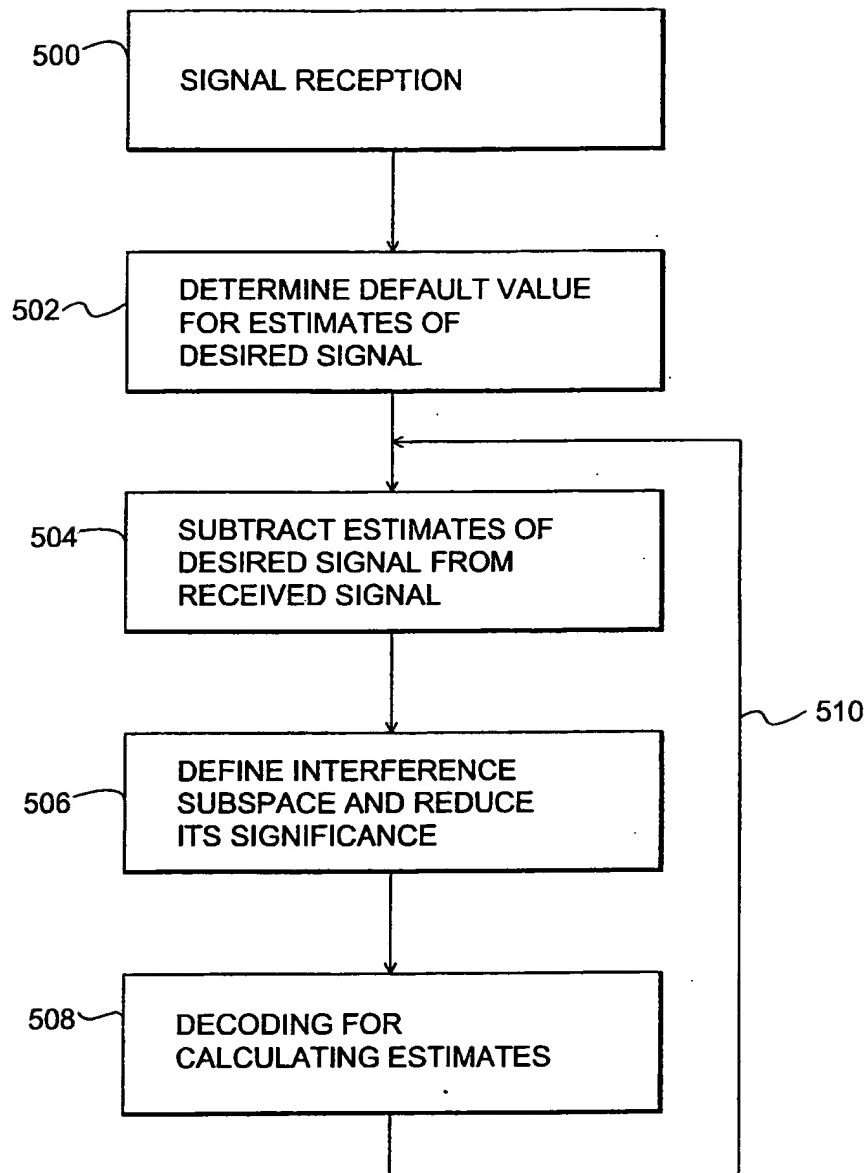 500
SIGNAL RECEPTION
502
DETERMINE DEFAULT VALUE
FOR ESTIMATES OF
DESIRED SIGNAL
504
SUBTRACT ESTIMATES OF
DESIRED SIGNAL FROM
RECEIVED SIGNAL
510
506
DEFINE INTERFERENCE
SUBSPACE AND REDUCE
ITS SIGNIFICANCE
508
DECODING FOR
CALCULATING ESTIMATES